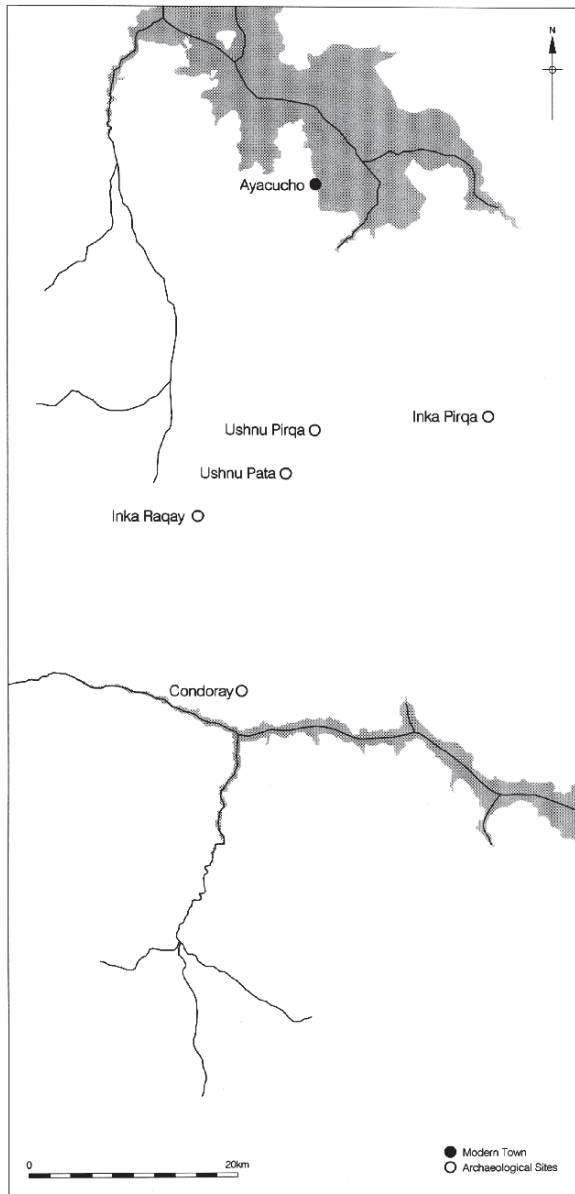 N
Ayacucho
Inka Pirqa
Ushnu Pirqa
Ushnu Pata
Inka Raqay
Condoray
0 20km
Modern Town
Archaeological Sites